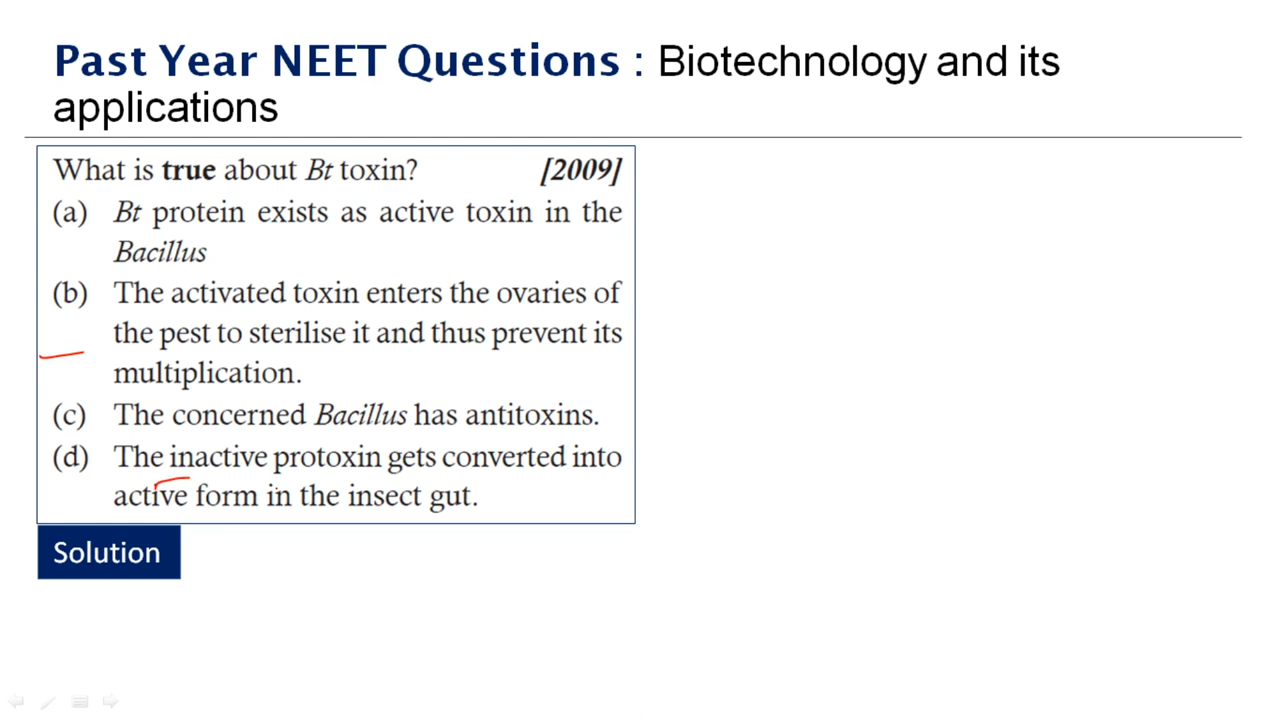 Past Year NEET Questions : Biotechnology and its
applications
What is true about Bt toxin? [2009]
(a) Bt protein exists as active toxin in the
Bacillus
(b) The activated toxin enters the ovaries of
the pest to sterilise it and thus prevent its
multiplication.
(c) The concerned Bacillus has antitoxins.
(d) The inactive protoxin gets converted into
active form in the insect gut.
Solution